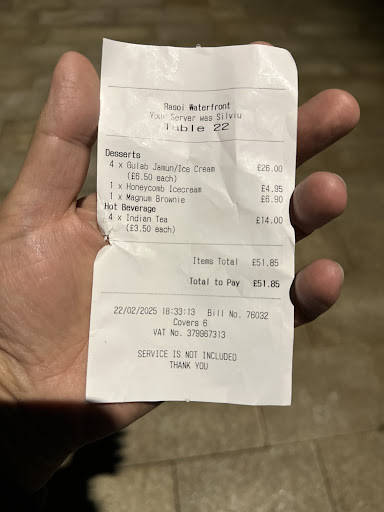 Rasoi Waterfront
Your Server was Silviu
Table 22
Desserts
4 x Gulab Jamun/Ice Cream £26.00
(£6.50 each)
1 x Honeycomb Icecream £4.95
1 x Magnum Brownie £6.90
Hot Beverage
4 x Indian Tea £14.00
(£3.50 each)
Items Total £51.85
Total to Pay £51.85
22/02/2025 18:33:13 Bill No. 76032
Covers 6
VAT No. 379967313
SERVICE IS NOT INCLUDED
THANK YOU